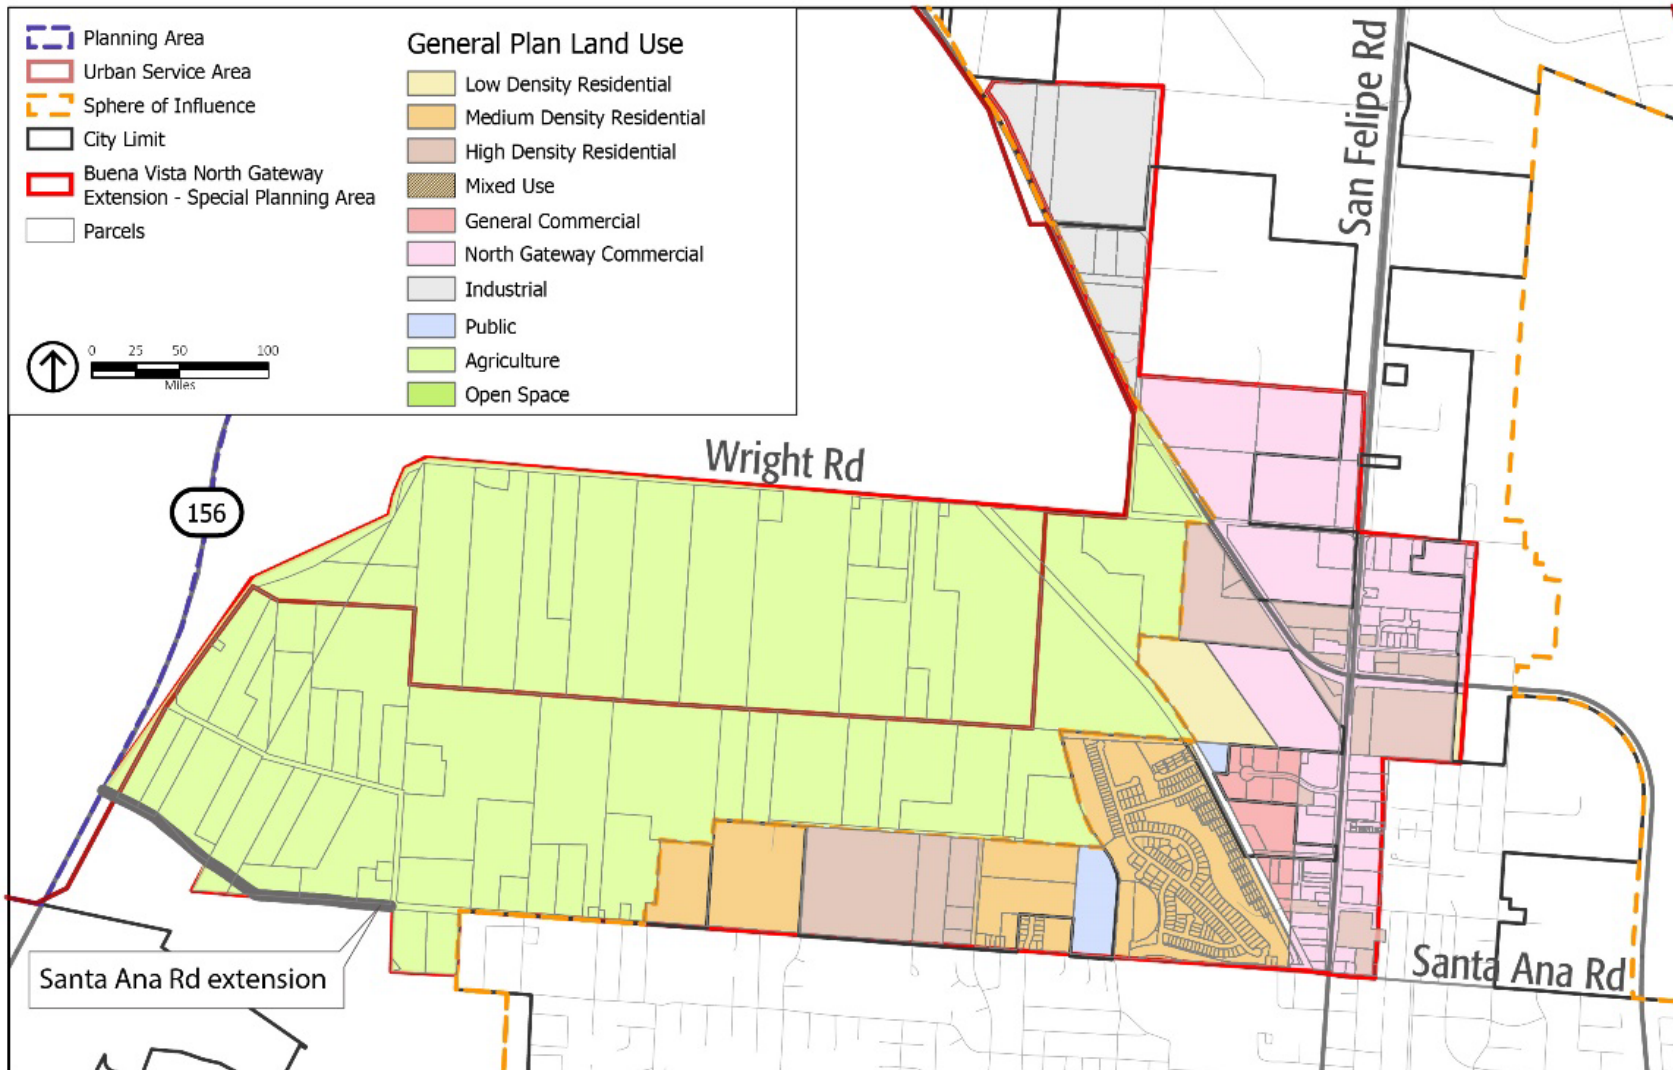 Planning Area
Urban Service Area
Sphere of Influence
City Limit
Buena Vista North Gateway
Extension - Special Planning Area
Parcels
0 25 50 100
Miles
General Plan Land Use
Low Density Residential
Medium Density Residential
High Density Residential
Mixed Use
General Commercial
North Gateway Commercial
Industrial
Public
Agriculture
Open Space
San Felipe Rd
Wright Rd
156
Santa Ana Rd extension
Santa Ana Rd